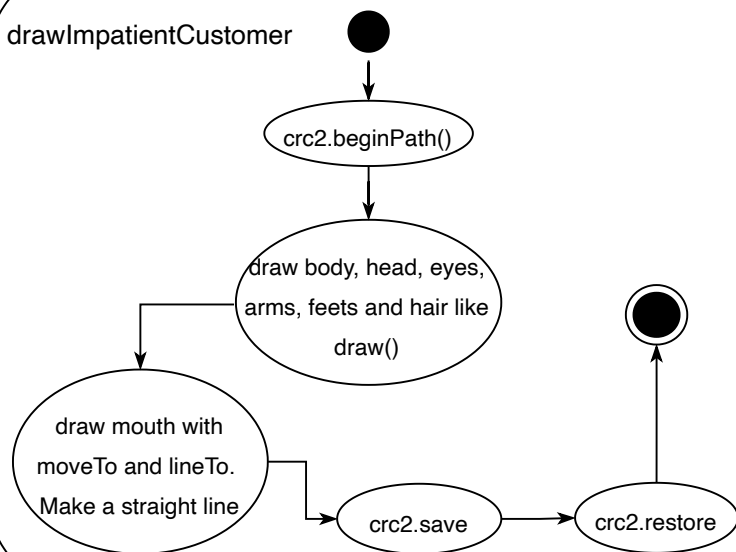 drawImpatientCustomer
crc2.beginPath()
draw body, head, eyes,
arms, feets and hair like
draw()
draw mouth with
moveTo and lineTo.
Make a straight line
crc2.save
crc2.restore